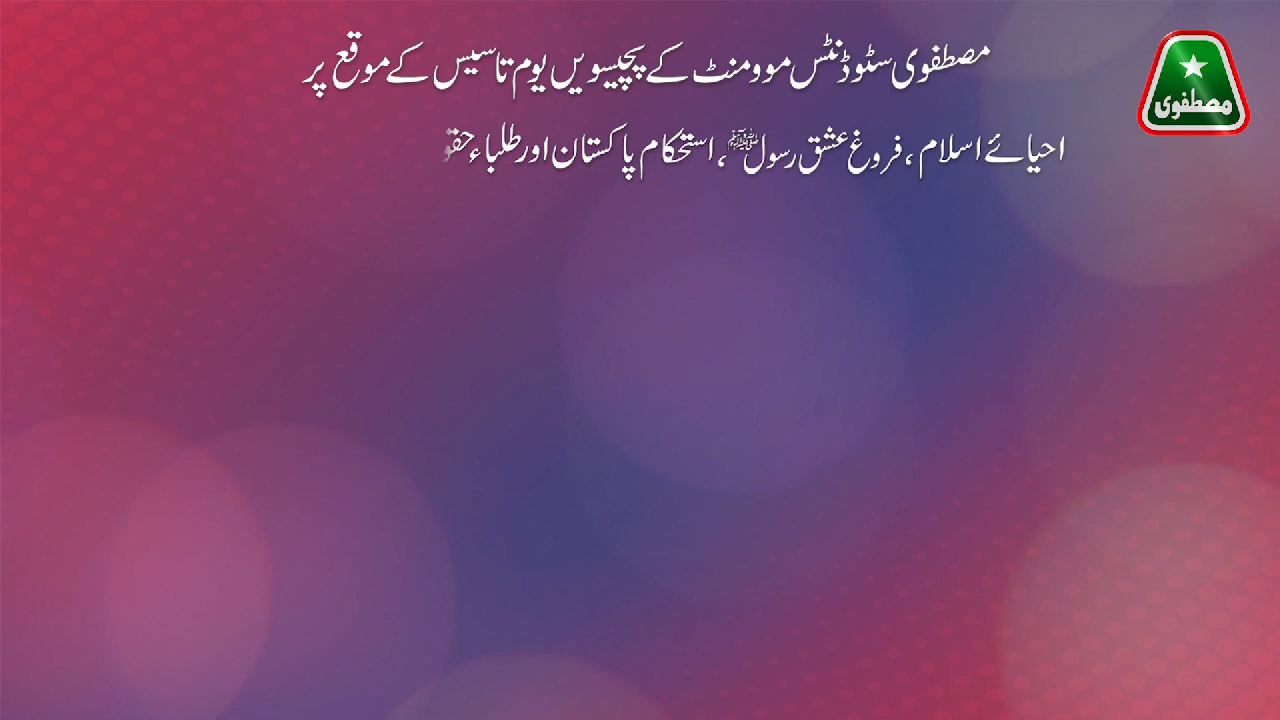 مصطفوی سٹوڈنٹس موومنٹ کے پچیسویں یوم تاسیس کے موقع پر
احیائے اسلام ، فروغ عشق رسول ﷺ ، استحکام پاکستان اور طلباء
مصطفوی